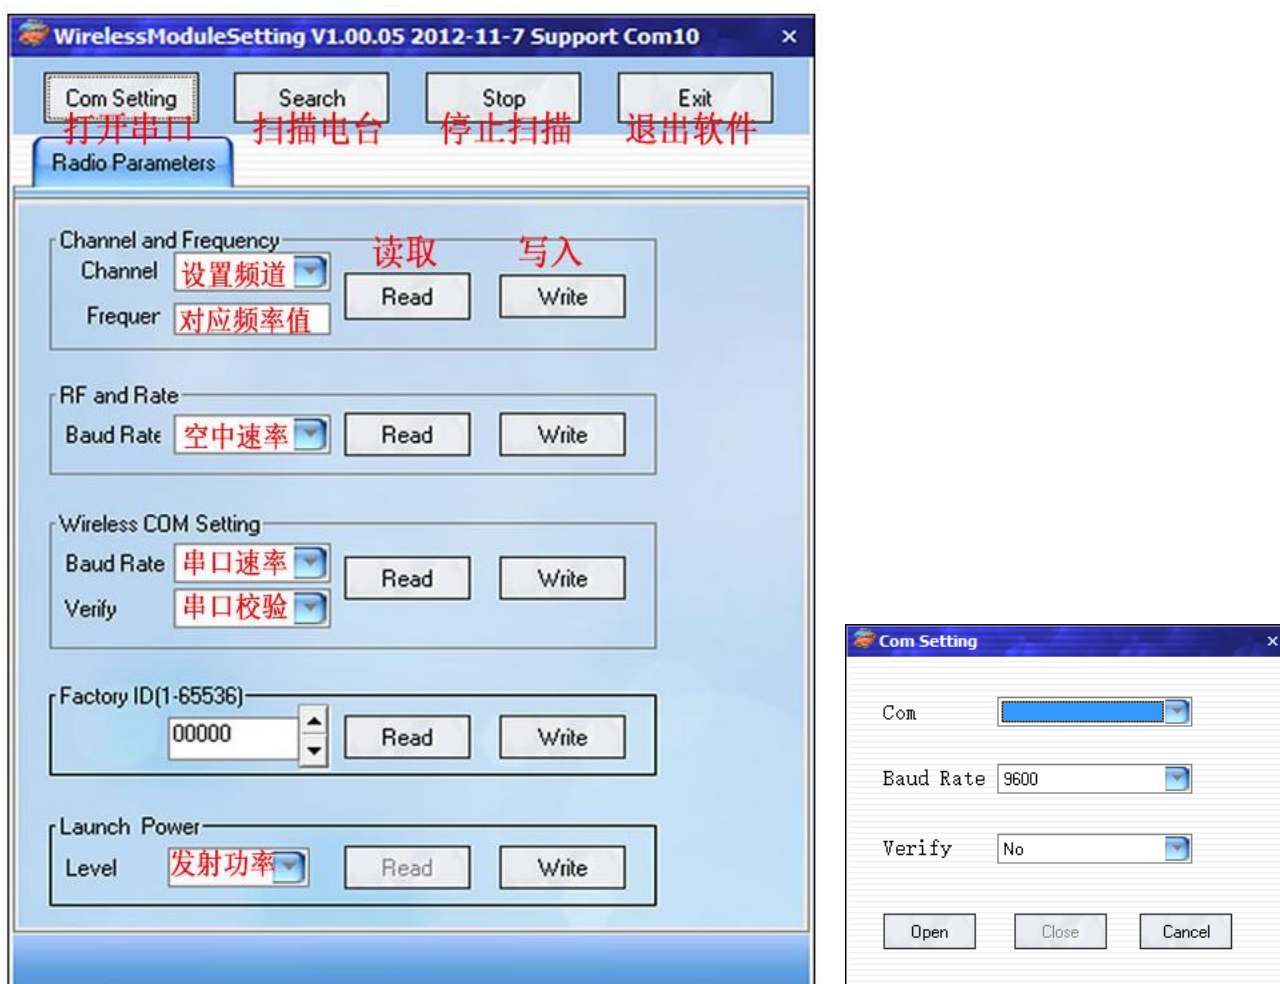 WirelessModuleSetting V1.00.05 2012-11-7 Support Com10
Com Setting Search Stop Exit
打开串口 扫描电台 停止扫描 退出软件
Radio Parameters
Channel and Frequency
读取 写入
Channel 设置频道
Read Write
Frequer 对应频率值
RF and Rate
Baud Rate 空中速率 Read Write
Wireless COM Setting
Baud Rate 串口速率
Read Write
Verify 串口校验
Factory ID(1-65536)
00000 Read Write
Launch Power
Level 发射功率 Read Write
Com Setting
Com
Baud Rate 9600
Verify No
Open Close Cancel